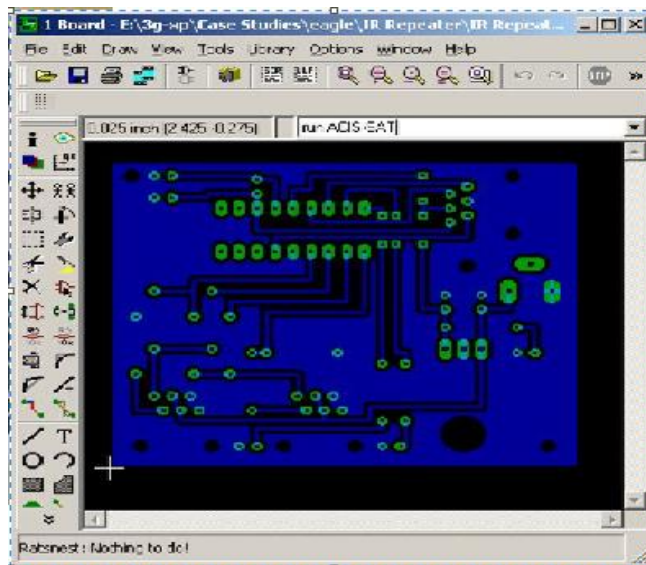 1 Board - E:\3g-xp\Case Studies\eagle\IR Repeater\IR Repeat...
File Edit Draw View Tools Library Options Window Help
0.025 inch (2.425 -0.275) run ACIS-EAT
T
Ratsnest: Nothing to do!